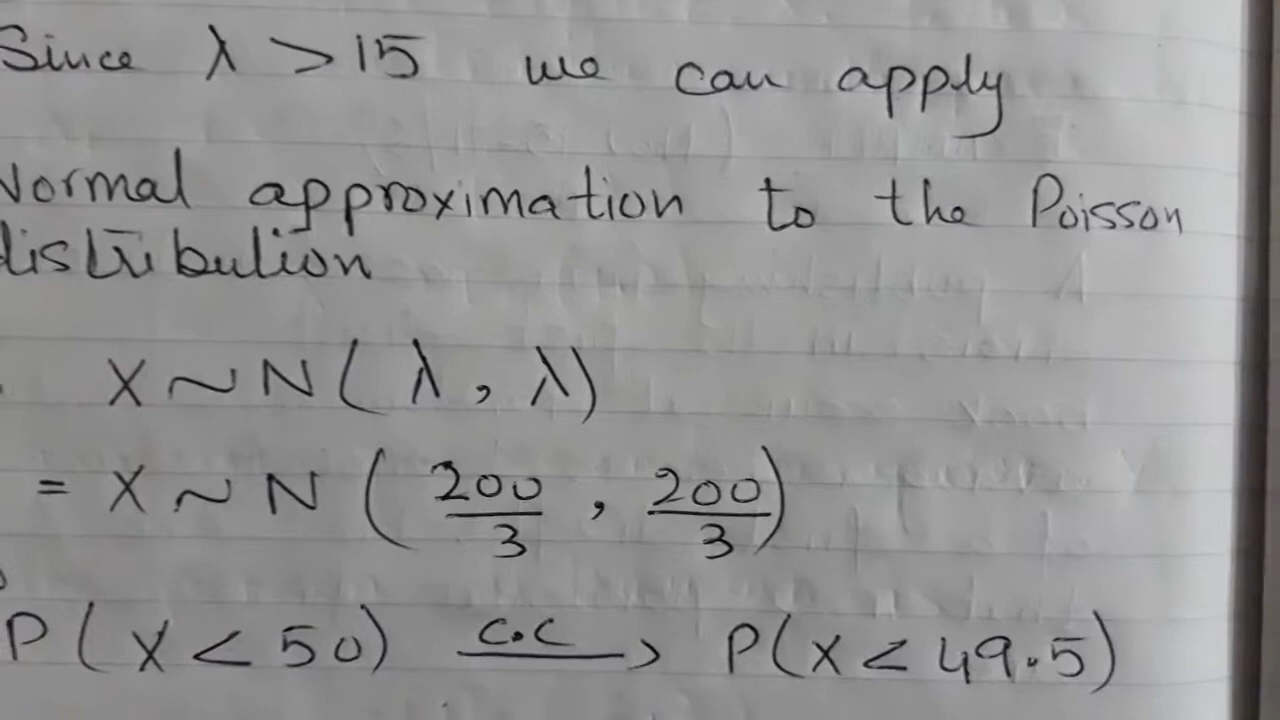 Since λ > 15 we can apply
Normal approximation to the Poisson
distribution
X ~ N ( λ , λ )
= X ~ N ( 200/3 , 200/3 )
P ( X < 50 ) c.c → P( X < 49.5 )